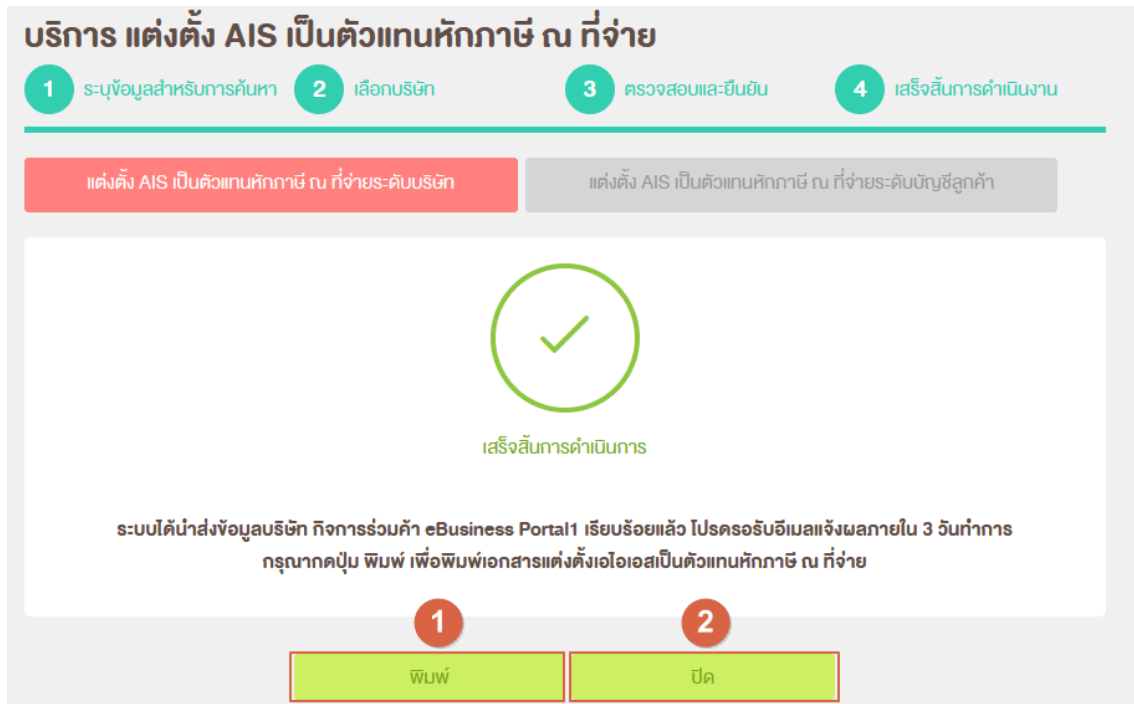 บริการ แต่งตั้ง AIS เป็นตัวแทนหักภาษี ณ ที่จ่าย
1 ระบุข้อมูลสำหรับการค้นหา 2 เลือกบริษัท 3 ตรวจสอบและยืนยัน 4 เสร็จสิ้นการดำเนินงาน
แต่งตั้ง AIS เป็นตัวแทนหักภาษี ณ ที่จ่ายระดับบริษัท แต่งตั้ง AIS เป็นตัวแทนหักภาษี ณ ที่จ่ายระดับบัญชีลูกค้า
เสร็จสิ้นการดำเนินการ
ระบบได้นำส่งข้อมูลบริษัท กิจการร่วมค้า eBusiness Portal1 เรียบร้อยแล้ว โปรดรอรับอีเมลแจ้งผลภายใน 3 วันทำการ
กรุณากดปุ่ม พิมพ์ เพื่อพิมพ์เอกสารแต่งตั้งเอไอเอสเป็นตัวแทนหักภาษี ณ ที่จ่าย
1 2
พิมพ์ ปิด